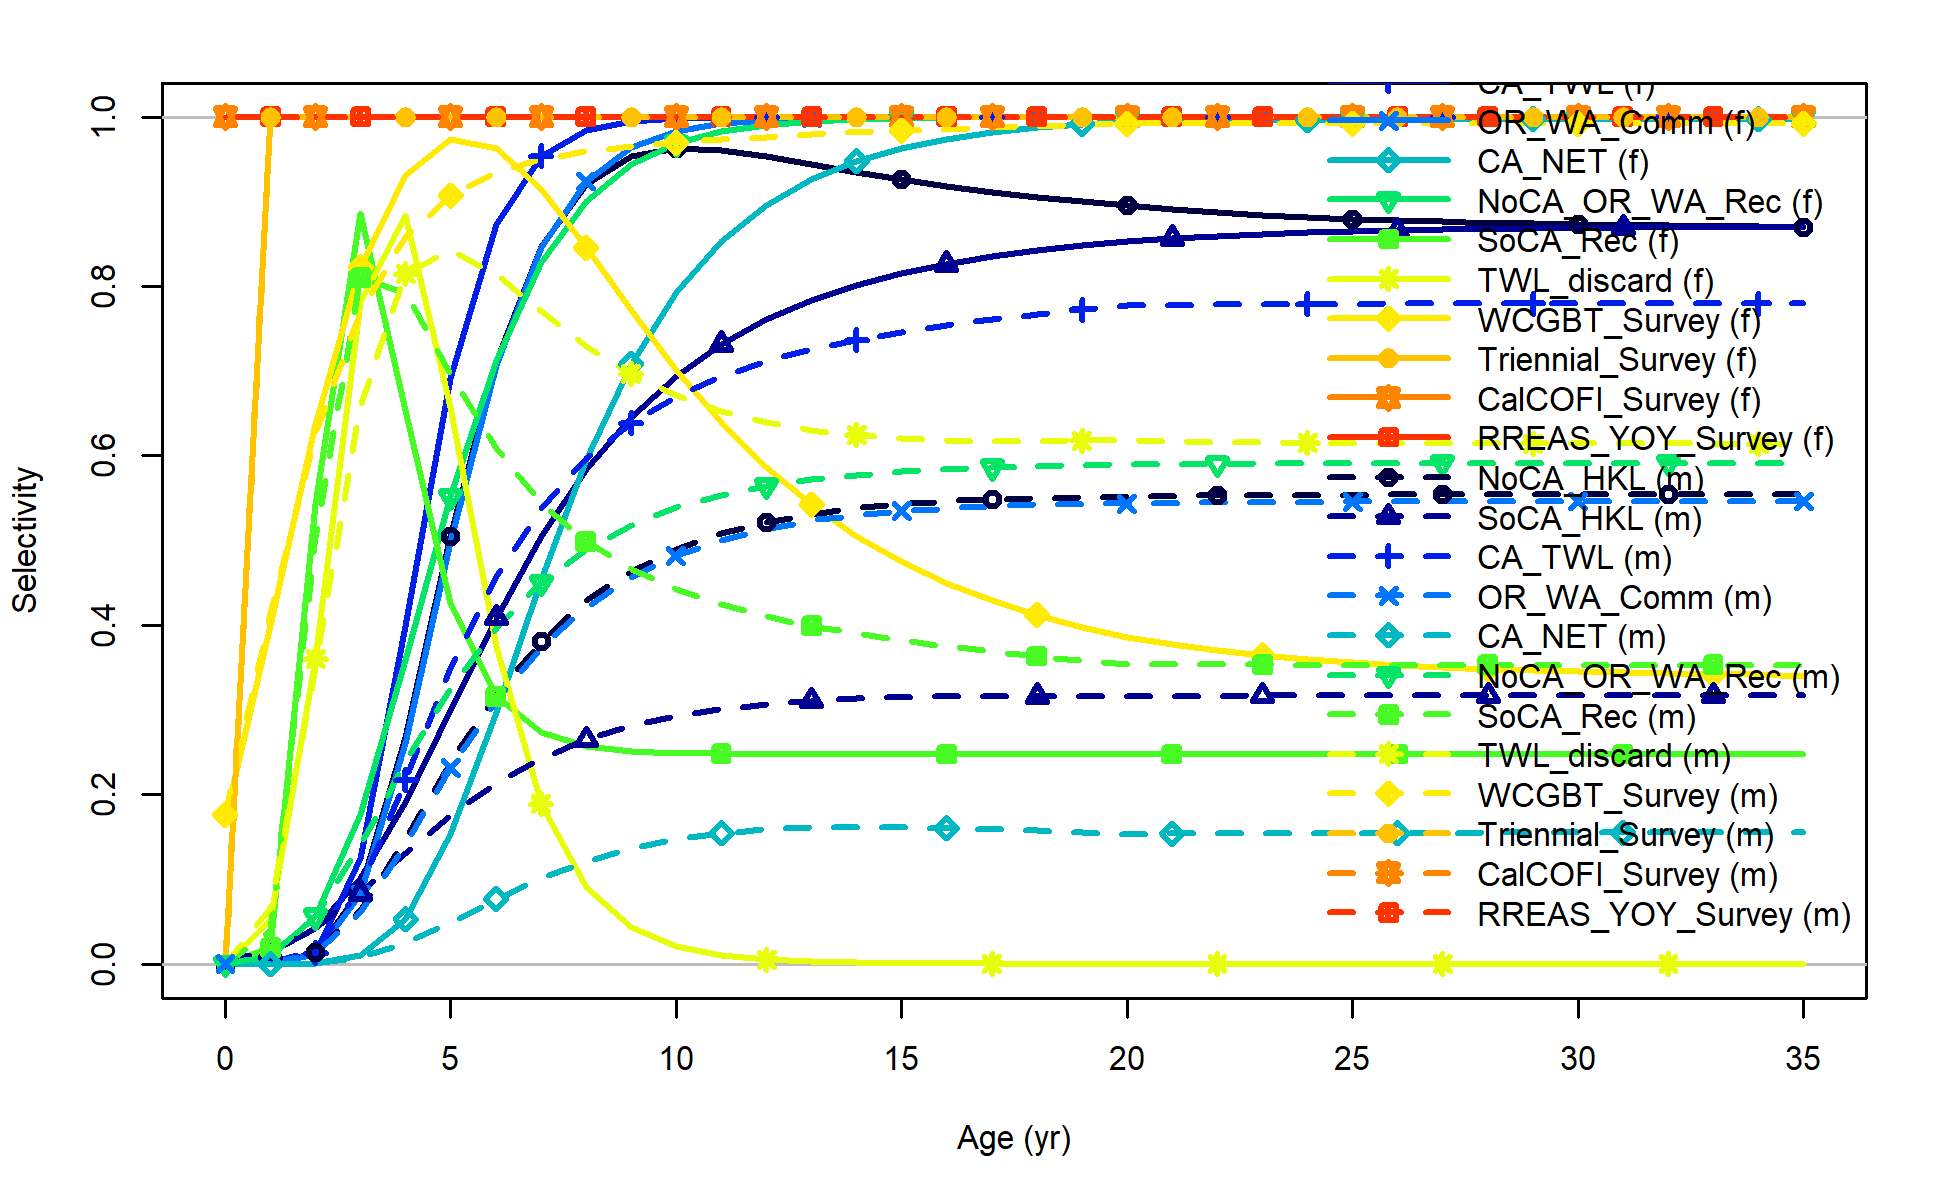 CA_TWL (f)
OR_WA_Comm (f)
CA_NET (f)
NoCA_OR_WA_Rec (f)
SoCA_Rec (f)
TWL_discard (f)
WCGBT_Survey (f)
Triennial_Survey (f)
CalCOFI_Survey (f)
RREAS_YOY_Survey (f)
NoCA_HKL (m)
SoCA_HKL (m)
CA_TWL (m)
OR_WA_Comm (m)
CA_NET (m)
NoCA_OR_WA_Rec (m)
SoCA_Rec (m)
TWL_discard (m)
WCGBT_Survey (m)
Triennial_Survey (m)
CalCOFI_Survey (m)
RREAS_YOY_Survey (m)
1.0
0.8
0.6
0.4
0.2
0.0
Selectivity
0 5 10 15 20 25 30 35
Age (yr)